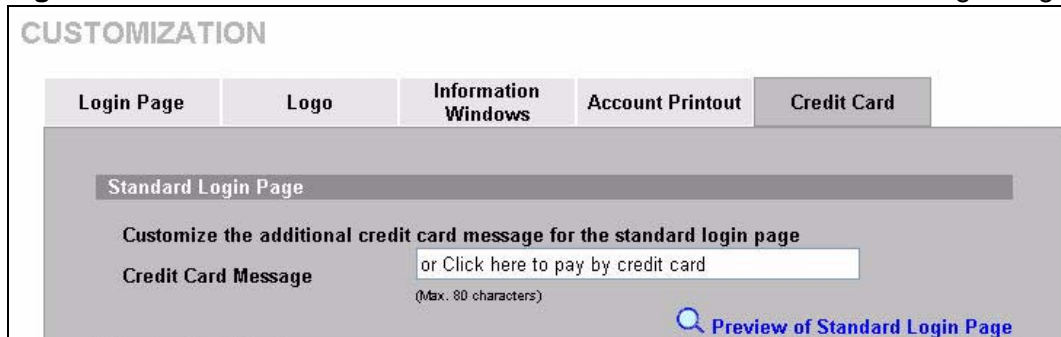 CUSTOMIZATION
Login Page
Logo
Information
Windows
Account Printout
Credit Card
Standard Login Page
Customize the additional credit card message for the standard login page
Credit Card Message
or Click here to pay by credit card
(Max. 80 characters)
Preview of Standard Login Page